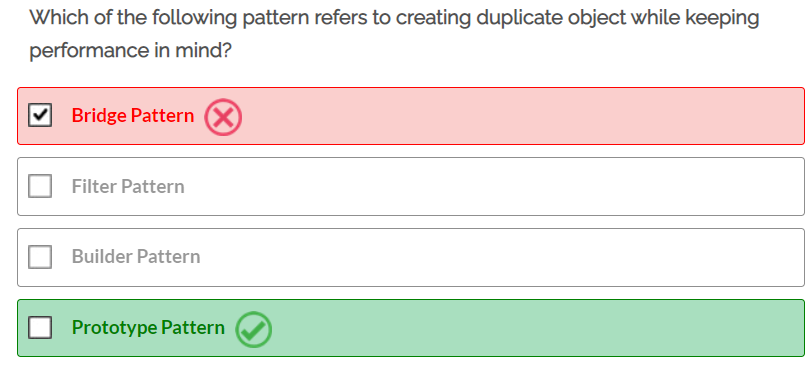 Which of the following pattern refers to creating duplicate object while keeping
performance in mind?
Bridge Pattern
Filter Pattern
Builder Pattern
Prototype Pattern